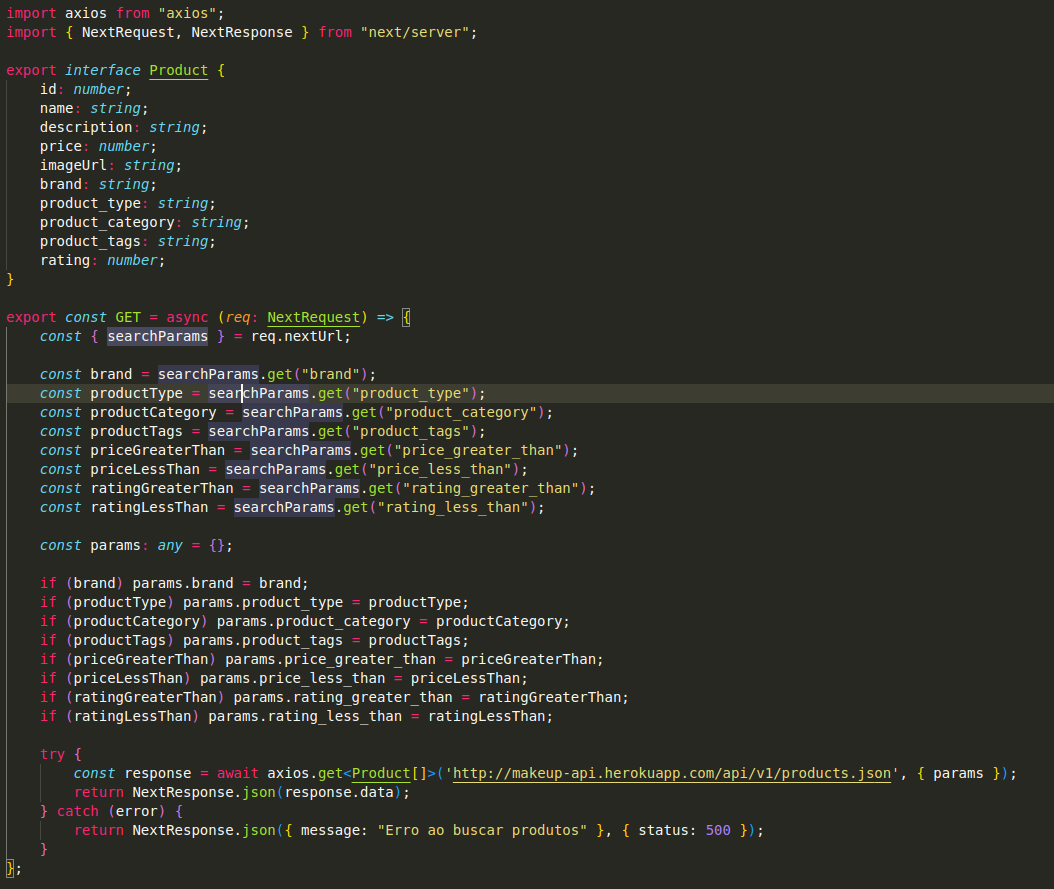 import axios from "axios";
import { NextRequest, NextResponse } from "next/server";
export interface Product {
id: number;
name: string;
description: string;
price: number;
imageUrl: string;
brand: string;
product_type: string;
product_category: string;
product_tags: string;
rating: number;
}
export const GET = async (req: NextRequest) => {
const { searchParams } = req.nextUrl;
const brand = searchParams.get("brand");
const productType = searchParams.get("product_type");
const productCategory = searchParams.get("product_category");
const productTags = searchParams.get("product_tags");
const priceGreaterThan = searchParams.get("price_greater_than");
const priceLessThan = searchParams.get("price_less_than");
const ratingGreaterThan = searchParams.get("rating_greater_than");
const ratingLessThan = searchParams.get("rating_less_than");
const params: any = {};
if (brand) params.brand = brand;
if (productType) params.product_type = productType;
if (productCategory) params.product_category = productCategory;
if (productTags) params.product_tags = productTags;
if (priceGreaterThan) params.price_greater_than = priceGreaterThan;
if (priceLessThan) params.price_less_than = priceLessThan;
if (ratingGreaterThan) params.rating_greater_than = ratingGreaterThan;
if (ratingLessThan) params.rating_less_than = ratingLessThan;
try {
const response = await axios.get<Product[]>('http://makeup-api.herokuapp.com/api/v1/products.json', { params });
return NextResponse.json(response.data);
} catch (error) {
return NextResponse.json({ message: "Erro ao buscar produtos" }, { status: 500 });
}
};